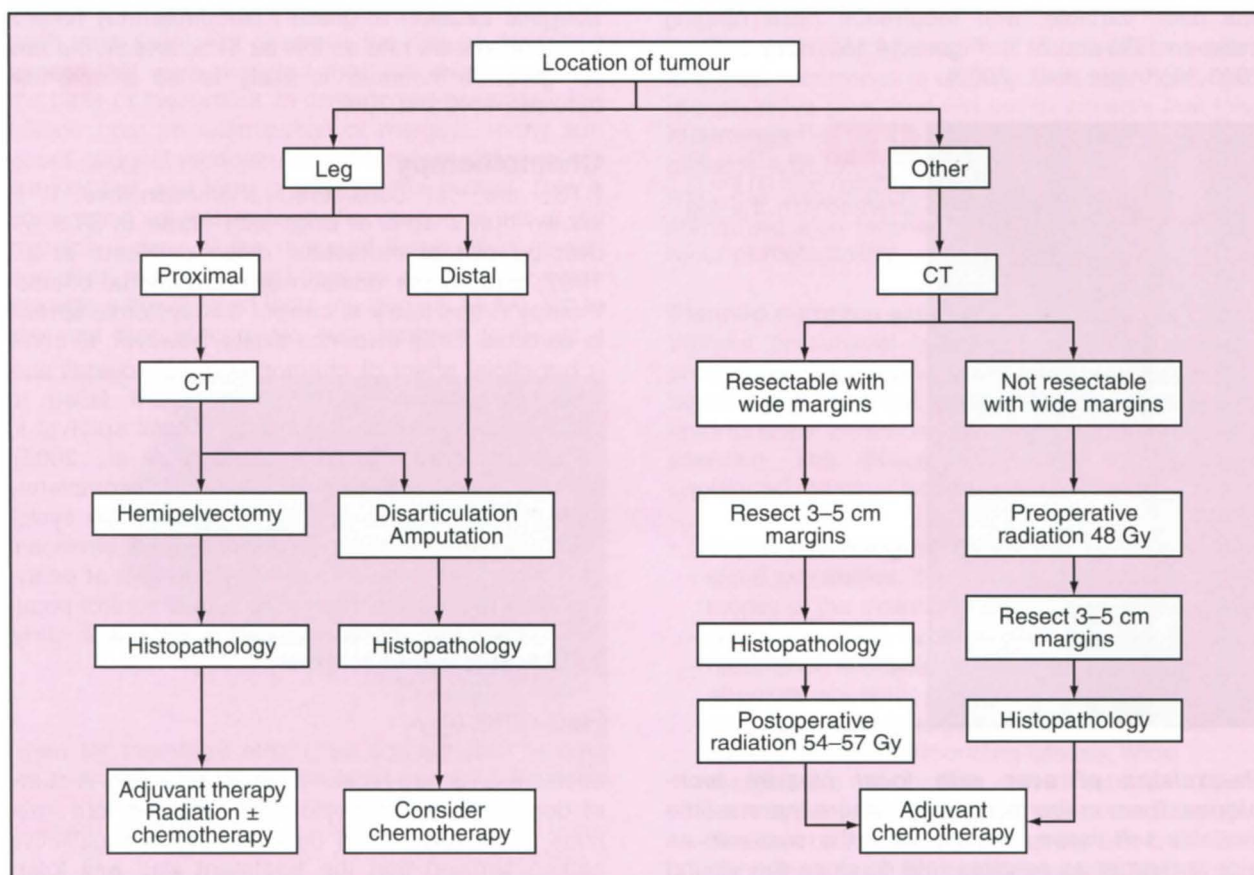 Location of tumour
Leg
Other
Proximal
Distal
CT
CT
Resectable with
wide margins
Not resectable
with wide margins
Hemipelvectomy
Disarticulation
Amputation
Resect 3–5 cm
margins
Preoperative
radiation 48 Gy
Histopathology
Histopathology
Histopathology
Resect 3–5 cm
margins
Postoperative
radiation 54–57 Gy
Histopathology
Adjuvant therapy
Radiation ±
chemotherapy
Consider
chemotherapy
Adjuvant
chemotherapy